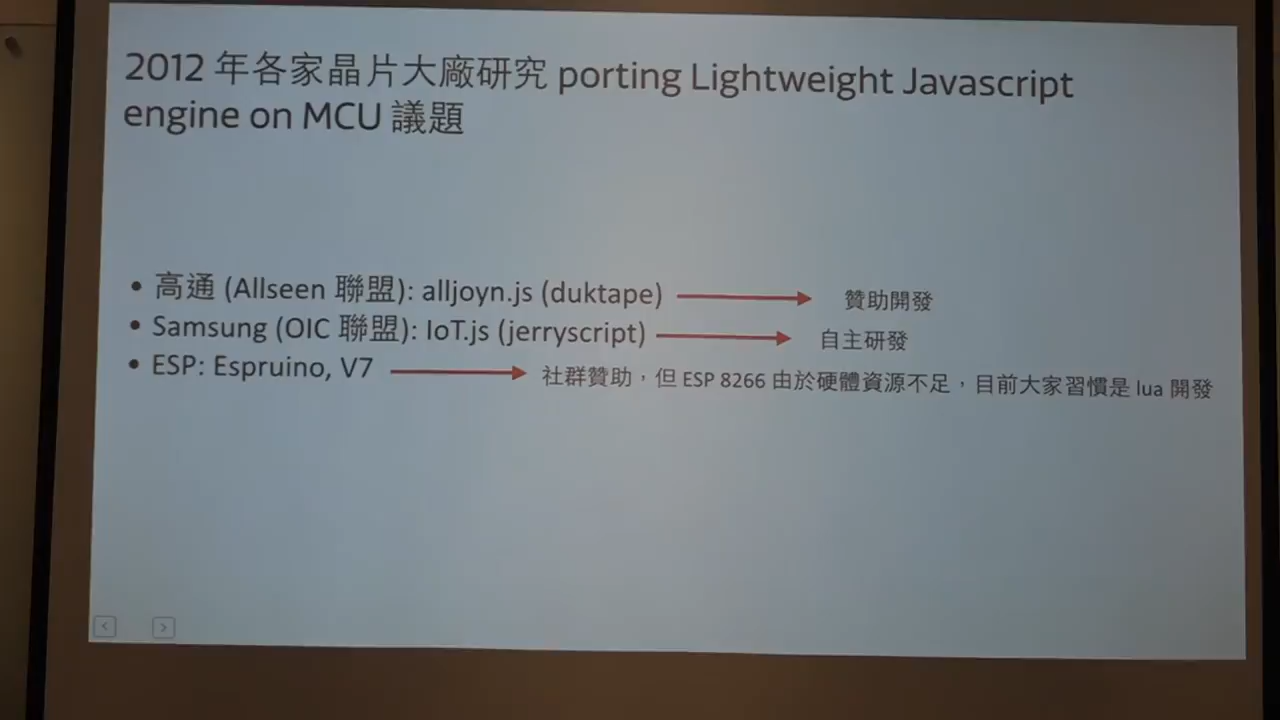 2012 年各家晶片大廠研究 porting Lightweight Javascript
engine on MCU 議題
• 高通 (Allseen 聯盟): alljoyn.js (duktape) 贊助開發
• Samsung (OIC 聯盟): IoT.js (jerryscript) 自主研發
• ESP: Espruino, V7 社群贊助，但 ESP 8266 由於硬體資源不足，目前大家習慣是 lua 開發